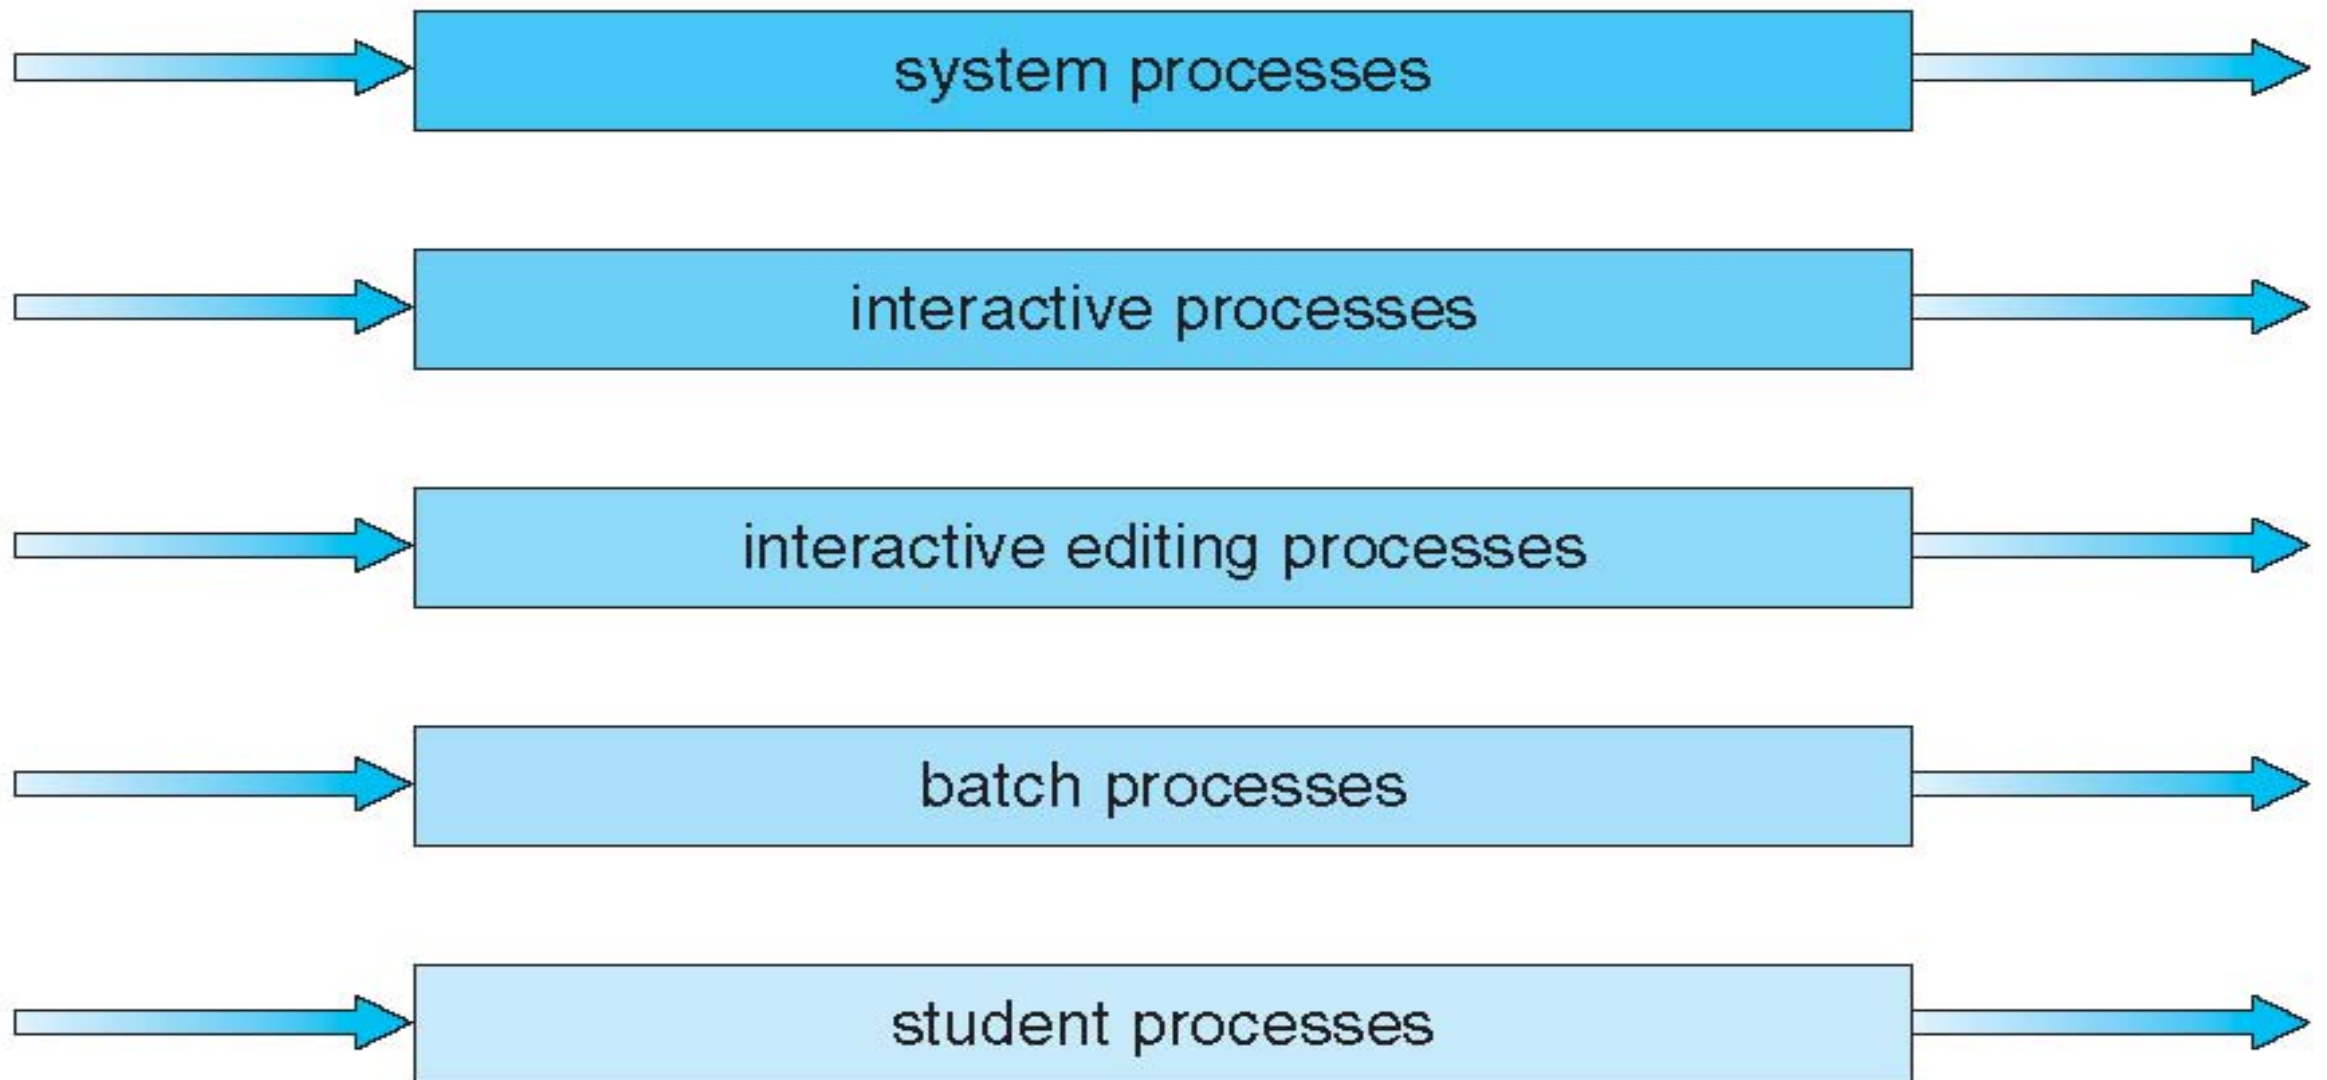 system processes
interactive processes
interactive editing processes
batch processes
student processes